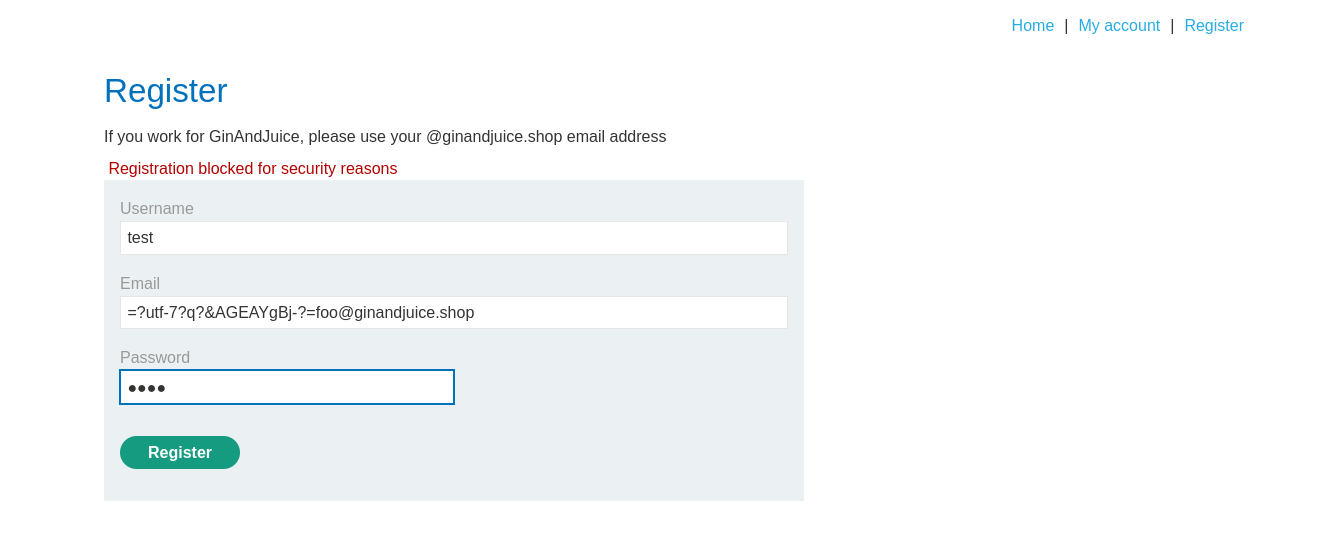 Home | My account | Register
Register
If you work for GinAndJuice, please use your @ginandjuice.shop email address
Registration blocked for security reasons
Username
test
Email
=?utf-7?q?&AGEAYgBj-?=foo@ginandjuice.shop
Password
●●●●
Register